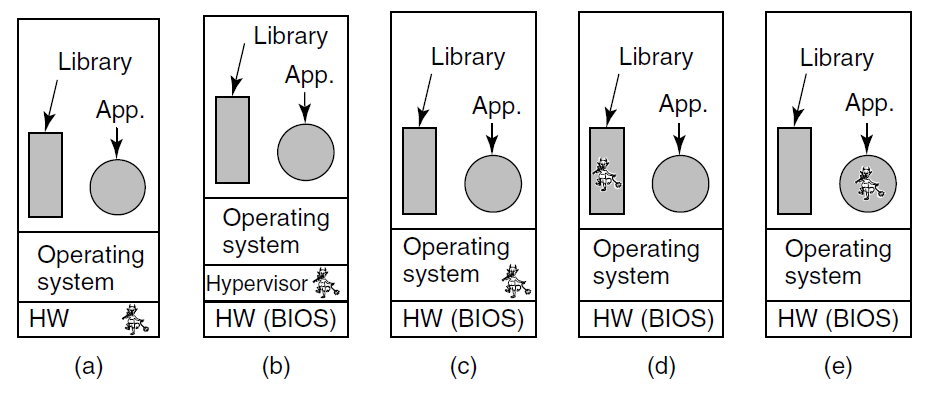 Library
App.
Operating
system
HW
(a)
Library
App.
Operating
system
Hypervisor
HW (BIOS)
(b)
Library
App.
Operating
system
HW (BIOS)
(c)
Library
App.
Operating
system
HW (BIOS)
(d)
Library
App.
Operating
system
HW (BIOS)
(e)